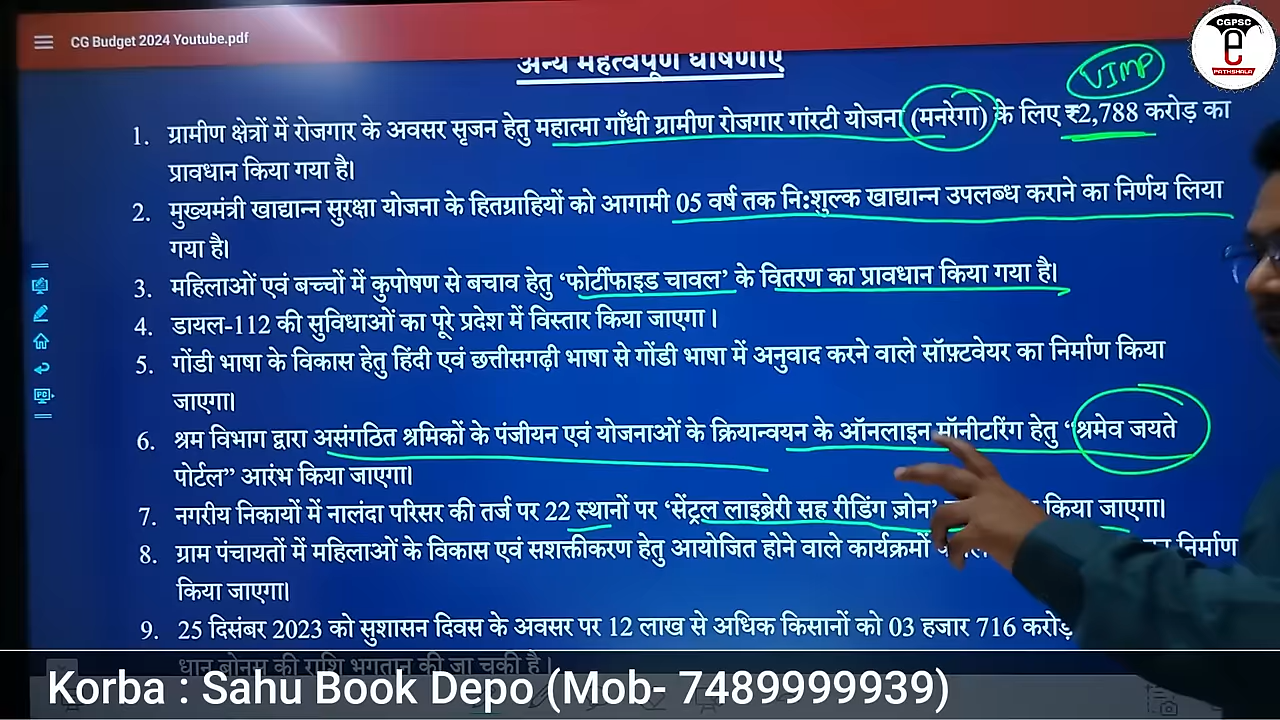 CG Budget 2024 Youtube.pdf
CGPSC
e
PATHSHALA
अन्य महत्वपूर्ण घोषणाएं
VIMP
1. ग्रामीण क्षेत्रों में रोजगार के अवसर सृजन हेतु महात्मा गाँधी ग्रामीण रोजगार गांरटी योजना (मनरेगा) के लिए ₹2,788 करोड़ का
प्रावधान किया गया है।
2. मुख्यमंत्री खाद्यान्न सुरक्षा योजना के हितग्राहियों को आगामी 05 वर्ष तक नि:शुल्क खाद्यान्न उपलब्ध कराने का निर्णय लिया
गया है।
3. महिलाओं एवं बच्चों में कुपोषण से बचाव हेतु ‘फोर्टीफाइड चावल’ के वितरण का प्रावधान किया गया है।
4. डायल-112 की सुविधाओं का पूरे प्रदेश में विस्तार किया जाएगा।
5. गोंडी भाषा के विकास हेतु हिंदी एवं छत्तीसगढ़ी भाषा से गोंडी भाषा में अनुवाद करने वाले सॉफ़्टवेयर का निर्माण किया
जाएगा।
6. श्रम विभाग द्वारा असंगठित श्रमिकों के पंजीयन एवं योजनाओं के क्रियान्वयन के ऑनलाइन मॉनीटरिंग हेतु “श्रमेव जयते
पोर्टल” आरंभ किया जाएगा।
7. नगरीय निकायों में नालंदा परिसर की तर्ज पर 22 स्थानों पर ‘सेंट्रल लाइब्रेरी सह रीडिंग ज़ोन’ किया जाएगा।
8. ग्राम पंचायतों में महिलाओं के विकास एवं सशक्तीकरण हेतु आयोजित होने वाले कार्यक्रमों का निर्माण
किया जाएगा।
9. 25 दिसंबर 2023 को सुशासन दिवस के अवसर पर 12 लाख से अधिक किसानों को 03 हजार 716 करोड़
धान बोनस की राशि भुगतान की जा चुकी है।
Korba : Sahu Book Depo (Mob- 7489999939)